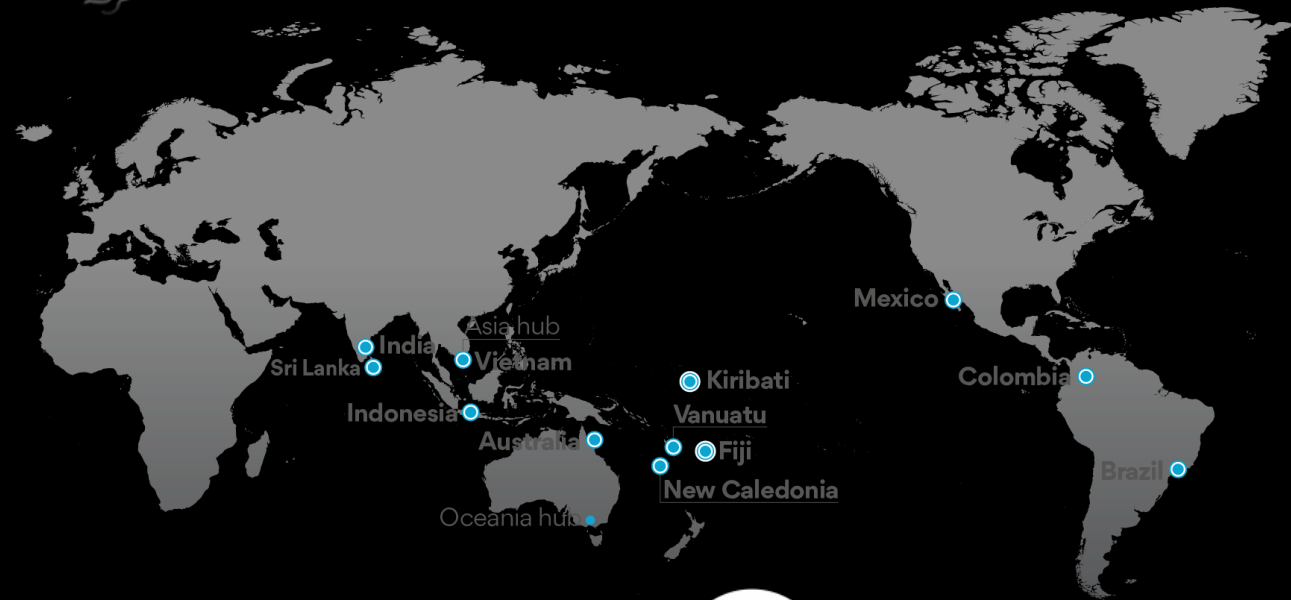 Mexico
Asia hub
India
Vietnam
Sri Lanka
Kiribati
Colombia
Indonesia
Vanuatu
Australia
Fiji
Brazil
New Caledonia
Oceania hub